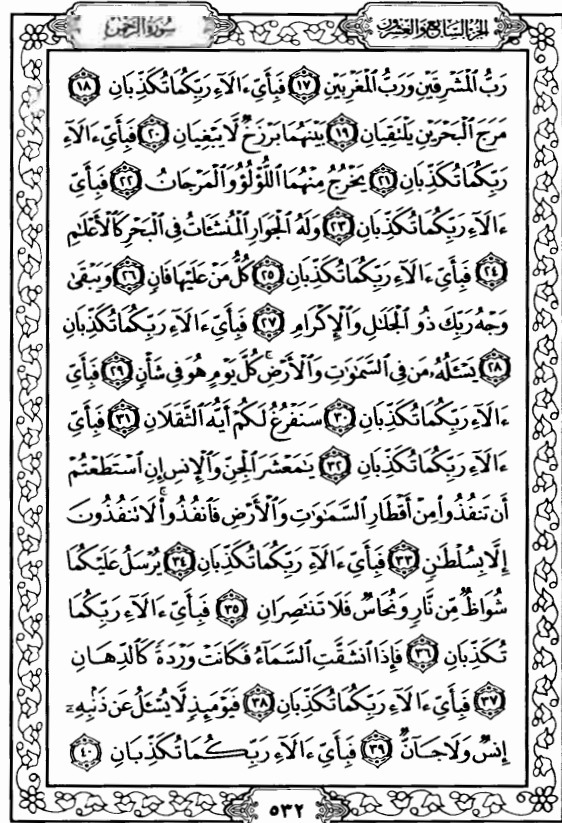 سُورَةُ الرَّحْمٰن
الجُزءُ السَّابِعُ وَالعِشرُونَ
رَبُّ ٱلْمَشْرِقَيْنِ وَرَبُّ ٱلْمَغْرِبَيْنِ ١٧ فَبِأَيِّ ءَالَآءِ رَبِّكُمَا تُكَذِّبَانِ ١٨
مَرَجَ ٱلْبَحْرَيْنِ يَلْتَقِيَانِ ١٩ بَيْنَهُمَا بَرْزَخٌ لَّا يَبْغِيَانِ ٢٠ فَبِأَيِّ ءَالَآءِ
رَبِّكُمَا تُكَذِّبَانِ ٢١ يَخْرُجُ مِنْهُمَا ٱللُّؤْلُؤُ وَٱلْمَرْجَانُ ٢٢ فَبِأَيِّ
ءَالَآءِ رَبِّكُمَا تُكَذِّبَانِ ٢٣ وَلَهُ ٱلْجَوَارِ ٱلْمُنشَـَٔاتُ فِى ٱلْبَحْرِ كَٱلْأَعْلَـٰمِ
٢٤ فَبِأَيِّ ءَالَآءِ رَبِّكُمَا تُكَذِّبَانِ ٢٥ كُلُّ مَنْ عَلَيْهَا فَانٍ ٢٦ وَيَبْقَىٰ
وَجْهُ رَبِّكَ ذُو ٱلْجَلَـٰلِ وَٱلْإِكْرَامِ ٢٧ فَبِأَيِّ ءَالَآءِ رَبِّكُمَا تُكَذِّبَانِ
٢٨ يَسْـَٔلُهُۥ مَن فِى ٱلسَّمَـٰوَٰتِ وَٱلْأَرْضِ ۚ كُلَّ يَوْمٍ هُوَ فِى شَأْنٍ ٢٩ فَبِأَيِّ
ءَالَآءِ رَبِّكُمَا تُكَذِّبَانِ ٣٠ سَنَفْرُغُ لَكُمْ أَيُّهَ ٱلثَّقَلَانِ ٣١ فَبِأَيِّ
ءَالَآءِ رَبِّكُمَا تُكَذِّبَانِ ٣٢ يَـٰمَعْشَرَ ٱلْجِنِّ وَٱلْإِنسِ إِنِ ٱسْتَطَعْتُمْ
أَن تَنفُذُوا۟ مِنْ أَقْطَارِ ٱلسَّمَـٰوَٰتِ وَٱلْأَرْضِ فَٱنفُذُوا۟ ۚ لَا تَنفُذُونَ
إِلَّا بِسُلْطَـٰنٍ ٣٣ فَبِأَيِّ ءَالَآءِ رَبِّكُمَا تُكَذِّبَانِ ٣٤ يُرْسَلُ عَلَيْكُمَا
شُوَاظٌ مِّن نَّارٍ وَنُحَاسٌ فَلَا تَنتَصِرَانِ ٣٥ فَبِأَيِّ ءَالَآءِ رَبِّكُمَا
تُكَذِّبَانِ ٣٦ فَإِذَا ٱنشَقَّتِ ٱلسَّمَآءُ فَكَانَتْ وَرْدَةً كَٱلدِّهَانِ
٣٧ فَبِأَيِّ ءَالَآءِ رَبِّكُمَا تُكَذِّبَانِ ٣٨ فَيَوْمَئِذٍ لَّا يُسْـَٔلُ عَن ذَنۢبِهِۦٓ
إِنسٌ وَلَا جَآنٌّ ٣٩ فَبِأَيِّ ءَالَآءِ رَبِّكُمَا تُكَذِّبَانِ ٤٠
٥٣٢